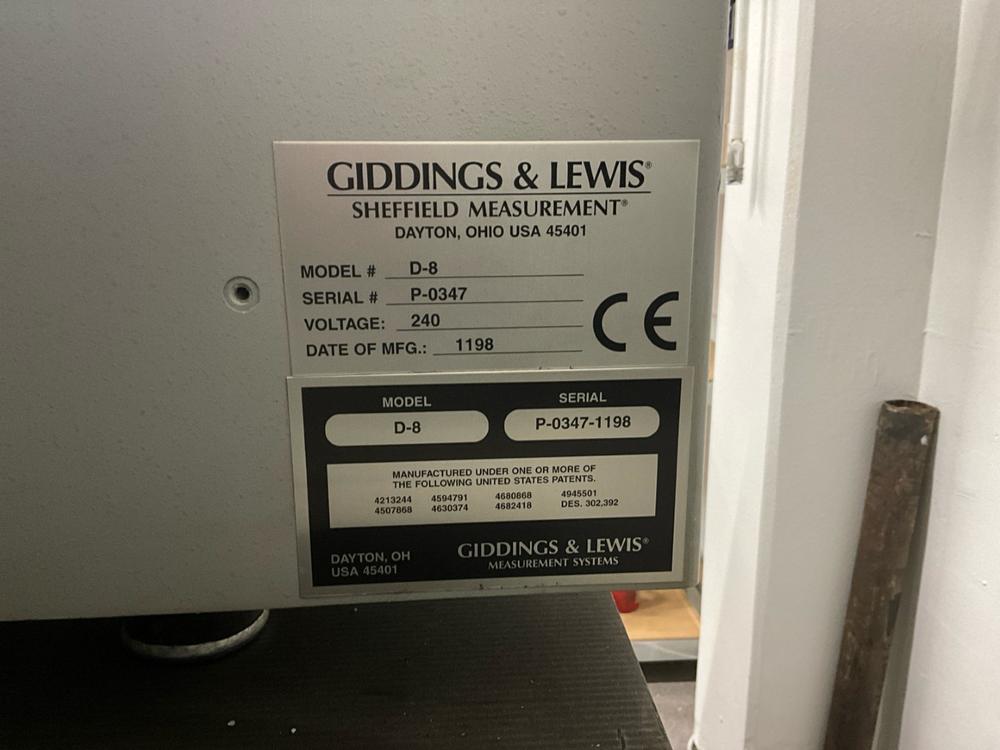 GIDDINGS & LEWIS®
SHEFFIELD MEASUREMENT®
DAYTON, OHIO USA 45401
MODEL # D-8
SERIAL # P-0347
VOLTAGE: 240
DATE OF MFG.: 1198
CE
MODEL SERIAL
D-8 P-0347-1198
MANUFACTURED UNDER ONE OR MORE OF
THE FOLLOWING UNITED STATES PATENTS.
4213244 4594791 4680868 4945501
4507868 4630374 4682418 DES. 302,392
DAYTON, OH
USA 45401
GIDDINGS & LEWIS®
MEASUREMENT SYSTEMS